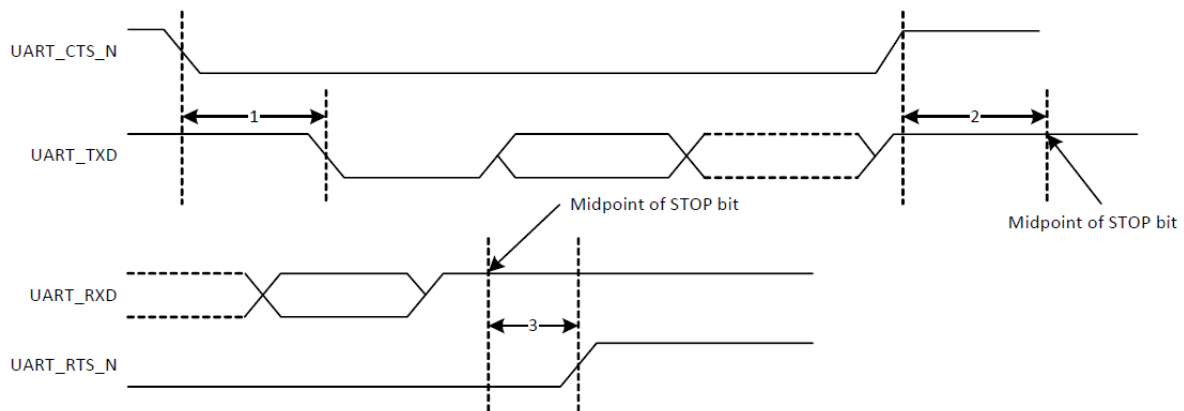 UART_CTS_N
1
2
UART_TXD
Midpoint of STOP bit
Midpoint of STOP bit
UART_RXD
3
UART_RTS_N